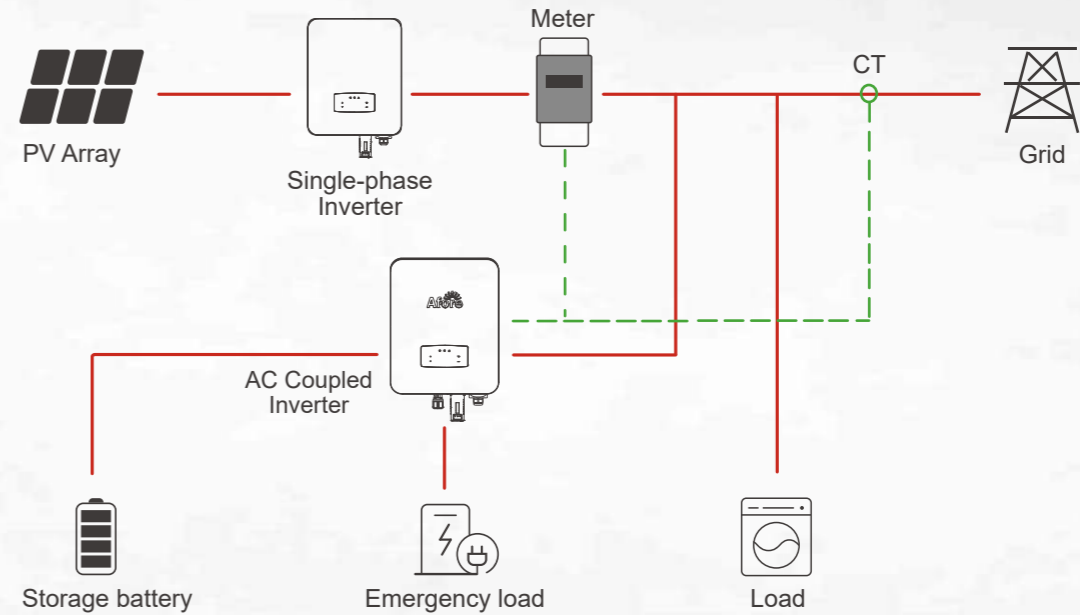 Meter
CT
PV Array
Grid
Single-phase
Inverter
Afore
AC Coupled
Inverter
Storage battery
Emergency load
Load